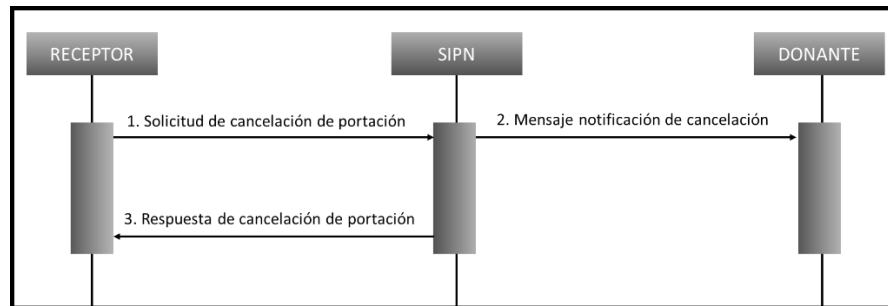 RECEPTOR
SIPN
DONANTE
1. Solicitud de cancelación de portación
2. Mensaje notificación de cancelación
3. Respuesta de cancelación de portación